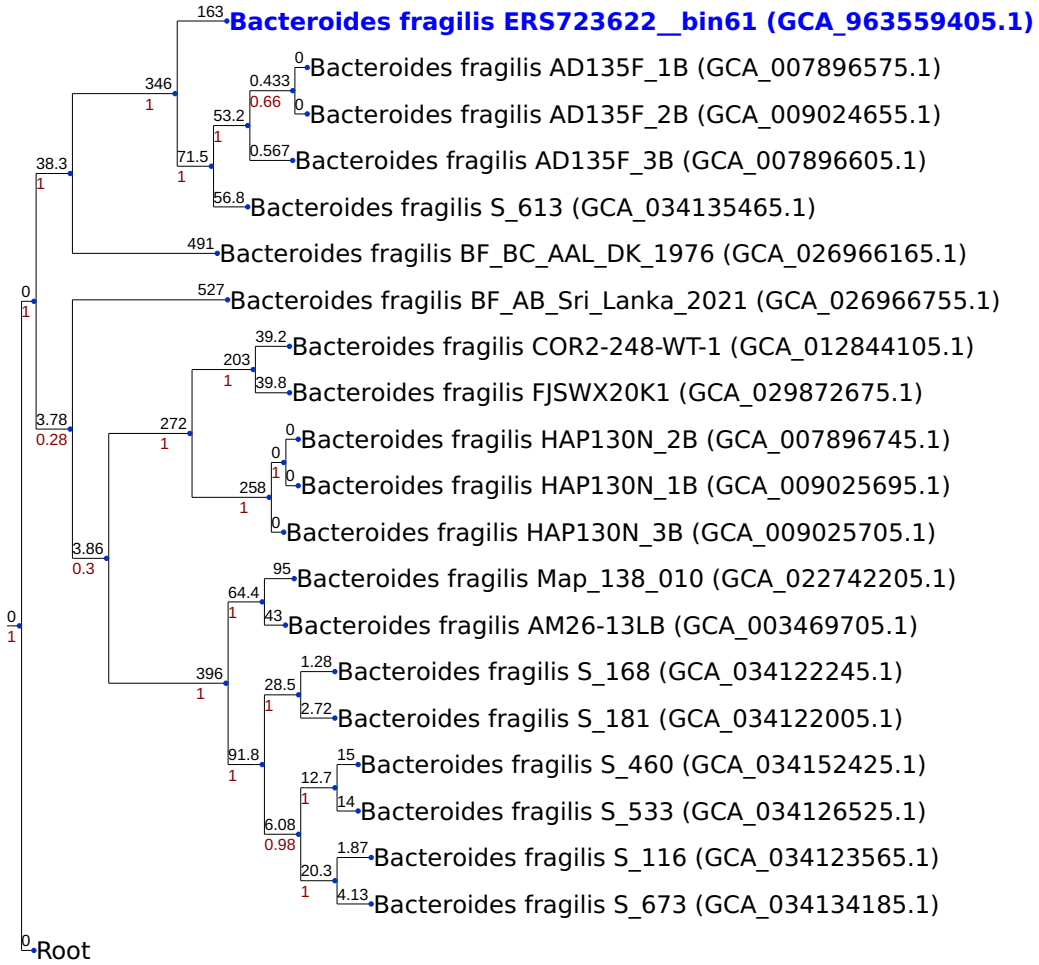 163
Bacteroides fragilis ERS723622__bin61 (GCA_963559405.1)
0
Bacteroides fragilis AD135F_1B (GCA_007896575.1)
346
1
0.433
0.66
0
Bacteroides fragilis AD135F_2B (GCA_009024655.1)
53.2
1
38.3
1
71.5
1
0.567
Bacteroides fragilis AD135F_3B (GCA_007896605.1)
56.8
Bacteroides fragilis S_613 (GCA_034135465.1)
491
Bacteroides fragilis BF_BC_AAL_DK_1976 (GCA_026966165.1)
0
1
527
Bacteroides fragilis BF_AB_Sri_Lanka_2021 (GCA_026966755.1)
39.2
Bacteroides fragilis COR2-248-WT-1 (GCA_012844105.1)
203
1
39.8
Bacteroides fragilis FJSWX20K1 (GCA_029872675.1)
3.78
0.28
272
1
0
Bacteroides fragilis HAP130N_2B (GCA_007896745.1)
0
1
0
Bacteroides fragilis HAP130N_1B (GCA_009025695.1)
258
1
0
Bacteroides fragilis HAP130N_3B (GCA_009025705.1)
3.86
0.3
95
Bacteroides fragilis Map_138_010 (GCA_022742205.1)
64.4
1
0
1
43
Bacteroides fragilis AM26-13LB (GCA_003469705.1)
396
1
1.28
Bacteroides fragilis S_168 (GCA_034122245.1)
28.5
1
2.72
Bacteroides fragilis S_181 (GCA_034122005.1)
91.8
1
15
Bacteroides fragilis S_460 (GCA_034152425.1)
12.7
1
14
Bacteroides fragilis S_533 (GCA_034126525.1)
6.08
0.98
1.87
Bacteroides fragilis S_116 (GCA_034123565.1)
20.3
1
4.13
Bacteroides fragilis S_673 (GCA_034134185.1)
0
Root